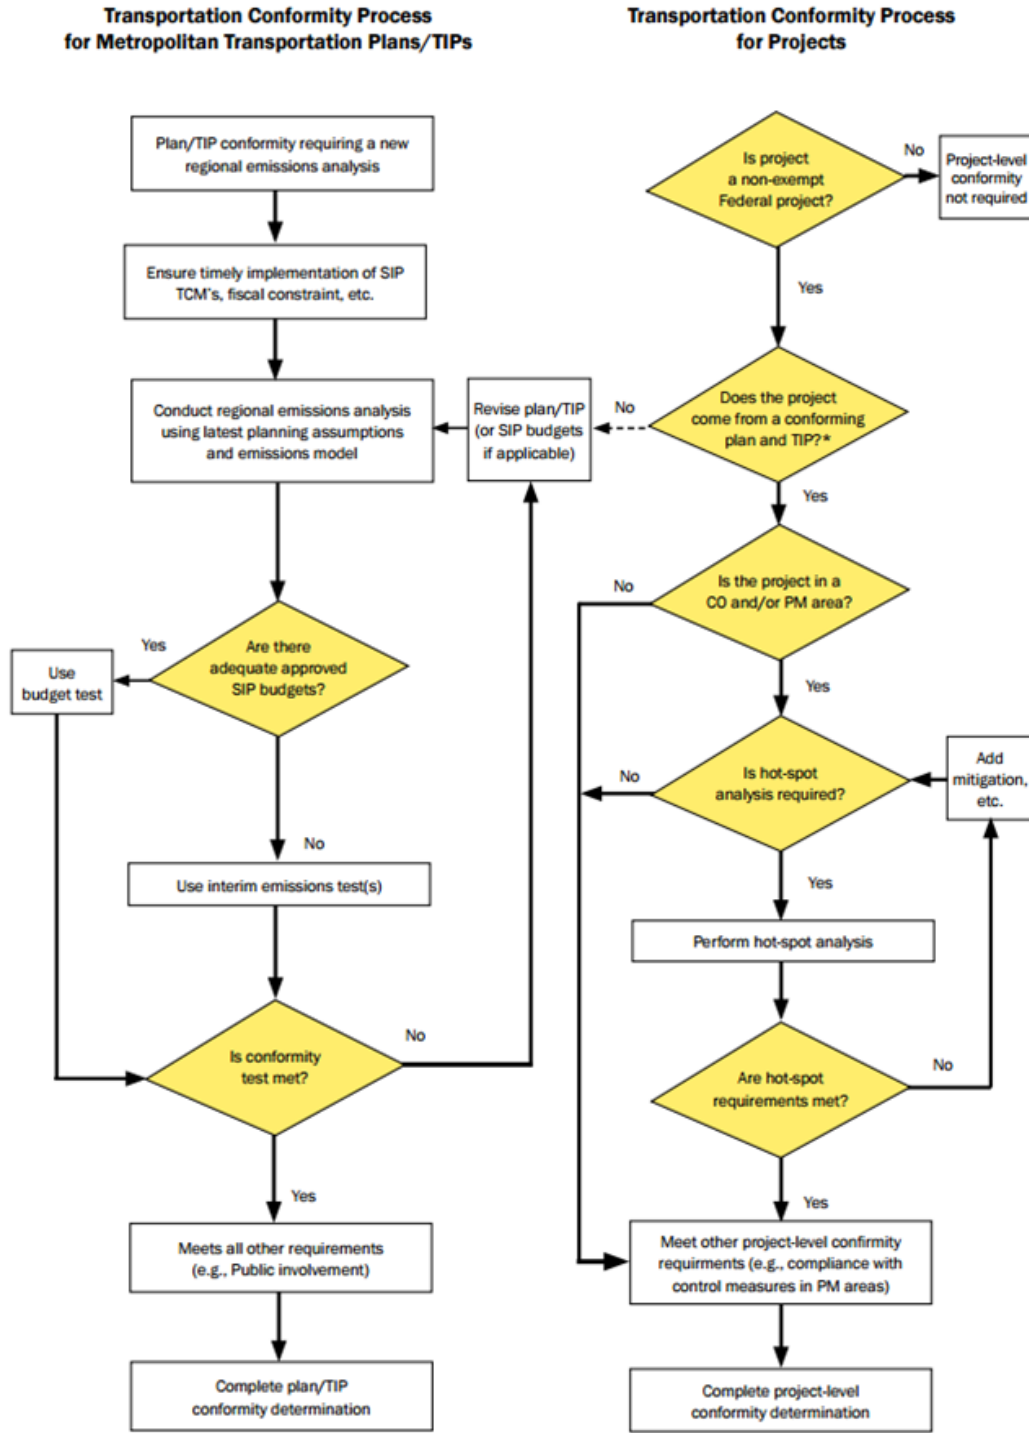 Transportation Conformity Process
for Metropolitan Transportation Plans/TIPs
Plan/TIP conformity requiring a new
regional emissions analysis
Ensure timely implementation of SIP
TCM's, fiscal constraint, etc.
Conduct regional emissions analysis
using latest planning assumptions
and emissions model
Revise plan/TIP
(or SIP budgets
if applicable)
Are there
adequate approved
SIP budgets?
Yes
Use
budget test
No
Use interim emissions test(s)
Is conformity
test met?
No
Yes
Meets all other requirements
(e.g., Public involvement)
Complete plan/TIP
conformity determination
Transportation Conformity Process
for Projects
Is project
a non-exempt
Federal project?
No
Project-level
conformity
not required
Yes
Does the project
come from a conforming
plan and TIP?*
No
Yes
Is the project in a
CO and/or PM area?
No
Yes
Is hot-spot
analysis required?
No
Add
mitigation,
etc.
Yes
Perform hot-spot analysis
Are hot-spot
requirements met?
No
Yes
Meet other project-level confirmity
requirments (e.g., compliance with
control measures in PM areas)
Complete project-level
conformity determination